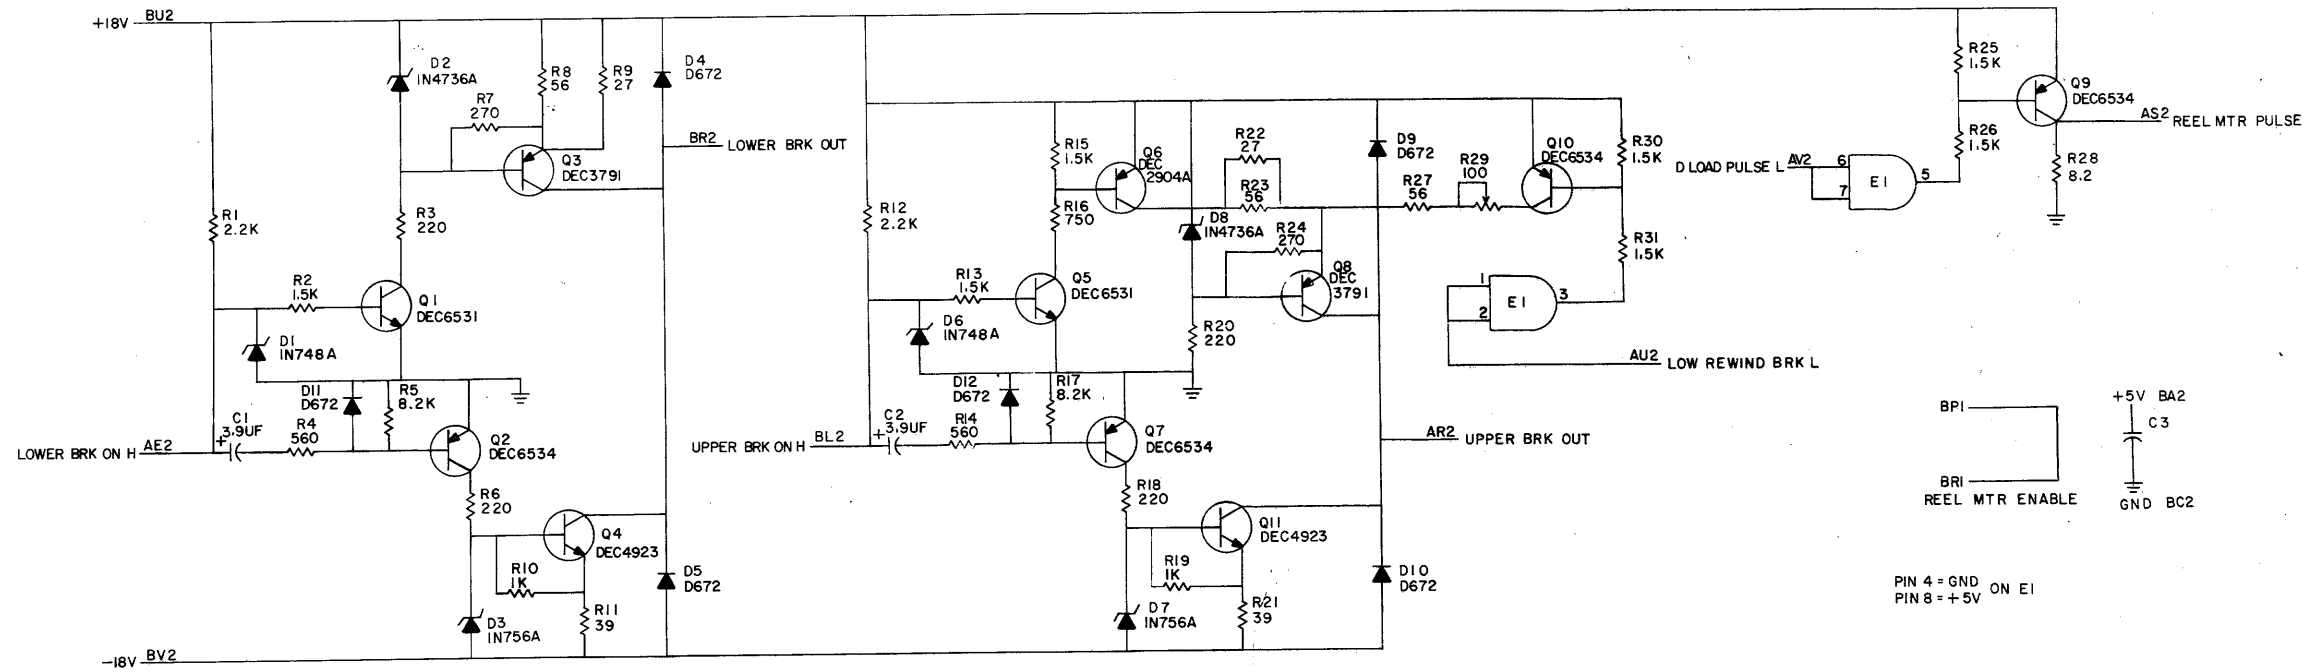 +18V BU2
D2
IN4736A
R8
56
R9
27
D4
D672
R7
270
Q3
DEC3791
BR2 LOWER BRK OUT
R1
2.2K
R3
220
R2
1.5K
Q1
DEC6531
D1
IN748A
D11
D672
R5
8.2K
C1
3.9UF
+
R4
560
LOWER BRK ON H AE2
Q2
DEC6534
R6
220
Q4
DEC4923
R10
1K
D3
IN756A
R11
39
D5
D672
-18V BV2
R12
2.2K
R15
1.5K
Q6
DEC
2904A
R16
750
R22
27
R23
56
D8
IN4736A
R24
270
D9
D672
R27
56
R29
100
Q10
DEC6534
R30
1.5K
R31
1.5K
R13
1.5K
Q5
DEC6531
D6
IN748A
Q8
DEC
3791
R20
220
D12
D672
R17
8.2K
C2
3.9UF
+
R14
560
UPPER BRK ON H BL2
Q7
DEC6534
R18
220
Q11
DEC4923
R19
1K
D7
IN756A
R21
39
D10
D672
AR2 UPPER BRK OUT
1
2
E1
3
AU2 LOW REWIND BRK L
R25
1.5K
Q9
DEC6534
AS2 REEL MTR PULSE
R26
1.5K
R28
8.2
D LOAD PULSE L AV2
6
7
E1
5
BP1
BR1
REEL MTR ENABLE
+5V BA2
C3
GND BC2
PIN 4 = GND
PIN 8 = +5V
ON E1